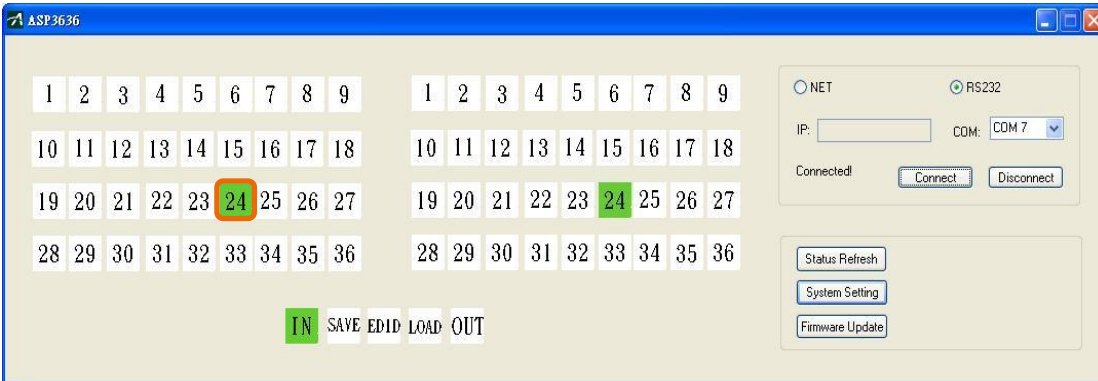 ASP3636
1 2 3 4 5 6 7 8 9
10 11 12 13 14 15 16 17 18
19 20 21 22 23 24 25 26 27
28 29 30 31 32 33 34 35 36
1 2 3 4 5 6 7 8 9
10 11 12 13 14 15 16 17 18
19 20 21 22 23 24 25 26 27
28 29 30 31 32 33 34 35 36
IN SAVE EDID LOAD OUT
NET RS232
IP: COM: COM 7
Connected! Connect Disconnect
Status Refresh
System Setting
Firmware Update